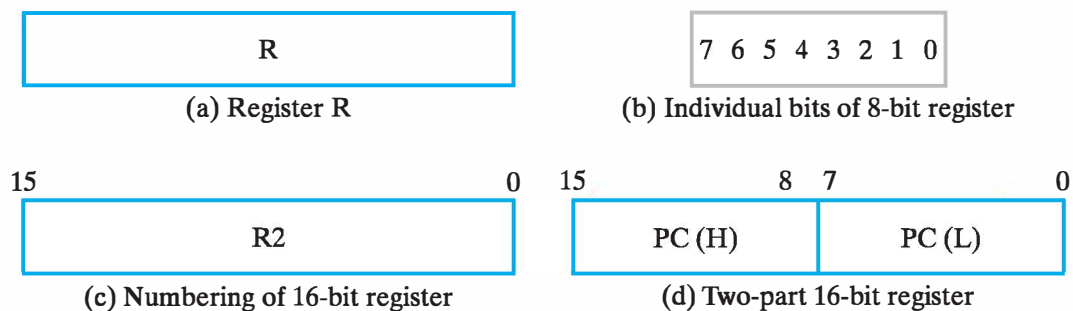 R
7 6 5 4 3 2 1 0
(a) Register R
(b) Individual bits of 8-bit register
15 0
15 8 7 0
R2
PC (H) PC (L)
(c) Numbering of 16-bit register
(d) Two-part 16-bit register